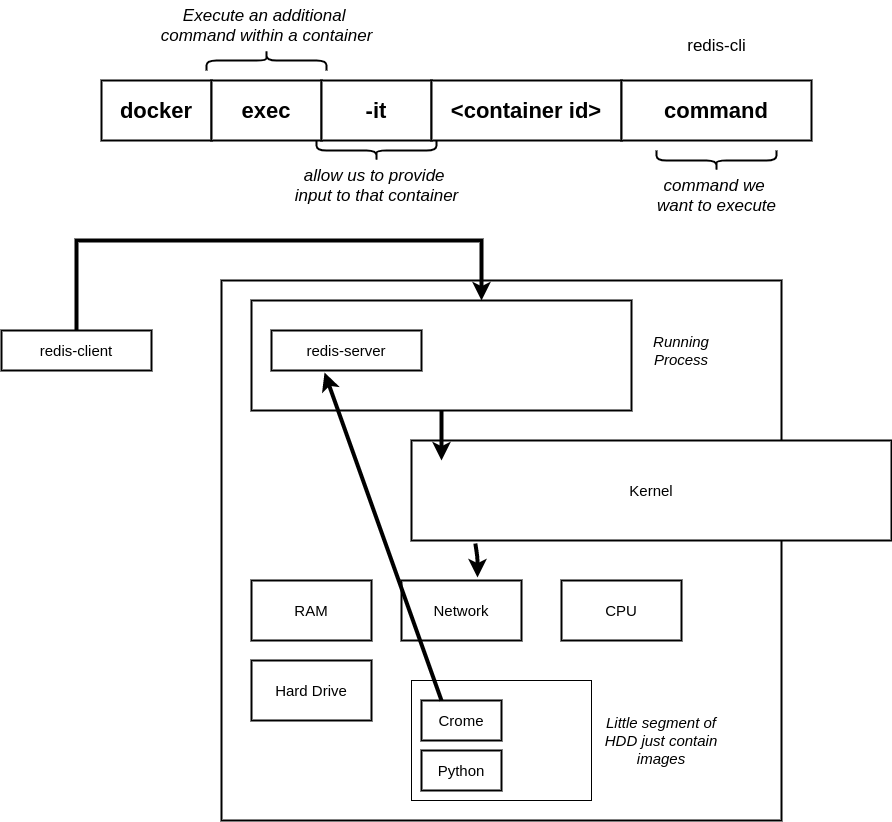 Execute an additional
command within a container
redis-cli
docker
exec
-it
<container id>
command
allow us to provide
input to that container
command we
want to execute
redis-client
redis-server
Running
Process
Kernel
RAM
Network
CPU
Hard Drive
Crome
Python
Little segment of
HDD just contain
images